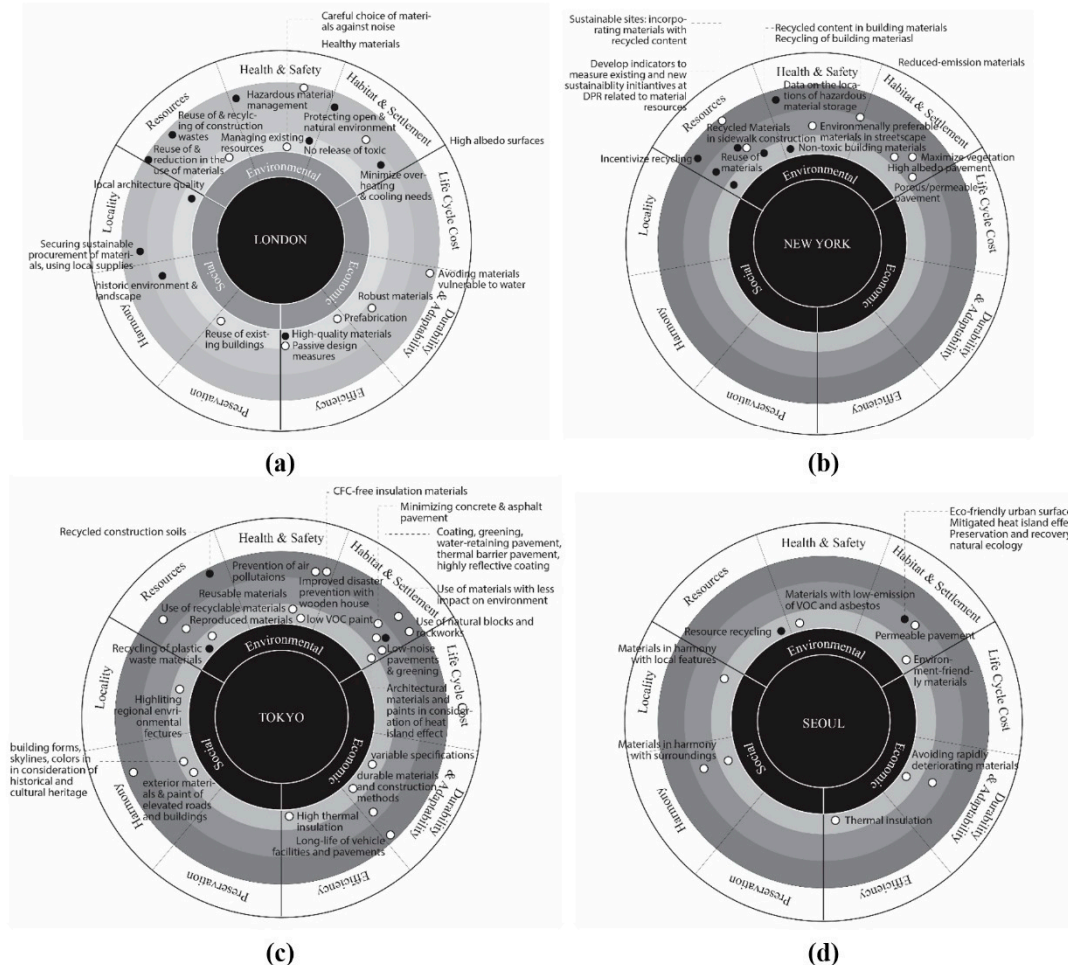 Careful choice of materi-
als against noise
Healthy materials
Health & Safety
Habitat & Settlement
Life Cycle Cost
Durability
& Adaptability
Efficiency
Preservation
Harmony
Locality
Resources
Hazardous material
management
Protecting open &
natural environment
Reuse of & recylc-
ing of construction
wastes
Managing existing
resources
No release of toxic
High albedo surfaces
Reuse of &
reduction in the
use of materials
Minimize over-
heating
& cooling needs
local architecture quality
Environmental
LONDON
Social
Economic
Securing sustainable
procurement of materi-
als, using local supplies
historic environment &
landscape
Avoding materials
vulnerable to water
Robust materials
Prefabrication
Reuse of exist-
ing buildings
High-quality materials
Passive design
measures
(a)
Sustainable sites: incorpo-
rating materials with
recycled content
Recycled content in building materials
Recycling of building materiasl
Develop indicators to
measure existing and new
sustainaiblity initiantives at
DPR related to material
resources
Reduced-emission materials
Health & Safety
Habitat & Settlement
Life Cycle Cost
Durability
& Adaptability
Efficiency
Preservation
Harmony
Locality
Resources
Data on the loca-
tions of hazardous
material storage
Recycled Materials
in sidewalk construction
Environmenally preferable
materials in streetscape
Non-toxic building materials
Incentivize recycling
Reuse of
materials
Maximize vegetation
High albedo pavement
Porous/permeable
pavement
Environmental
NEW YORK
Social
Economic
(b)
CFC-free insulation materials
Minimizing concrete & asphalt
pavement
Recycled construction soils
Coating, greening,
water-retaining pavement,
thermal barrier pavement,
highly reflective coating
Health & Safety
Habitat & Settlement
Life Cycle Cost
Durability
& Adaptability
Efficiency
Preservation
Harmony
Locality
Resources
Prevention of air
pollutaions
Improved disaster
prevention with
wooden house
Use of materials with less
impact on environment
Reusable materials
Use of recyclable materials
Reproduced materials
low VOC paint
Use of natural blocks and
rockworks
Recycling of plastic
waste materials
Low-noise
pavements
& greening
Environmental
TOKYO
Social
Economic
Highliting
regional envri-
onmental
fectures
Architectural
materials and
paints in consider-
ation of heat
island effect
building forms,
skylines, colors in
in consideration of
historical and
cultural heritage
variable specifications
exterior materi-
als & paint of
elevated roads
and buildings
durable materials
and construction
methods
High thermal
insulation
Long-life of vehicle
facilities and pavements
(c)
Eco-friendly urban surface
Mitigated heat island effe
Preservation and recovery
natural ecology
Health & Safety
Habitat & Settlement
Life Cycle Cost
Durability
& Adaptability
Efficiency
Preservation
Harmony
Locality
Resources
Materials with low-emission
of VOC and asbestos
Resource recycling
Permeable pavement
Materials in harmony
with local features
Environ-
ment-friend-
ly materials
Environmental
SEOUL
Social
Economic
Materials in harmony
with surroundings
Avoiding rapidly
deteriorating materials
Thermal insulation
(d)